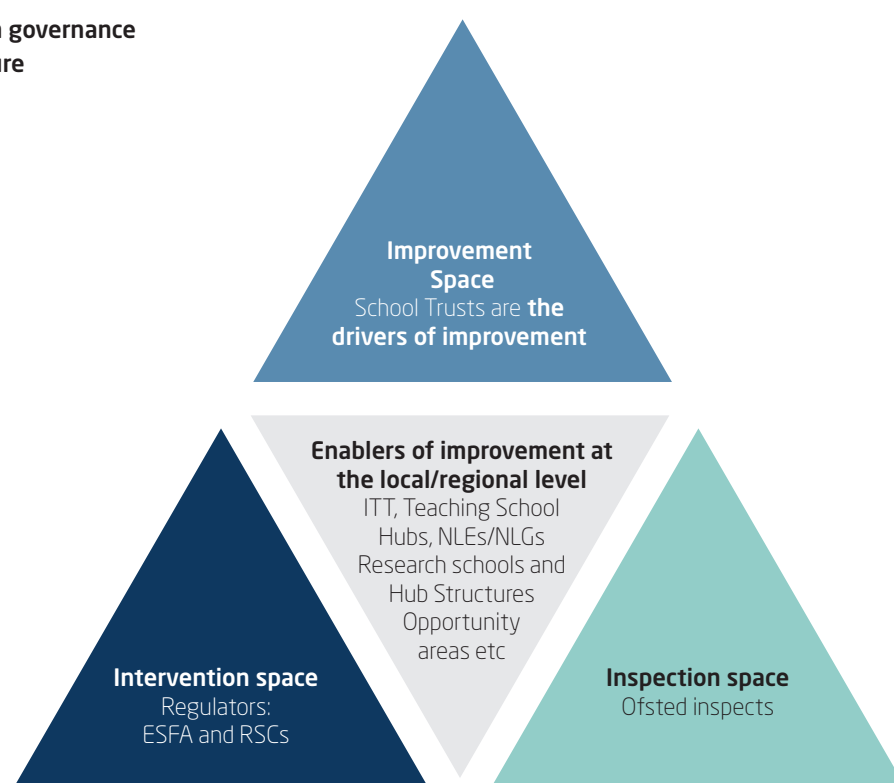 governance
Improvement
Space
School Trusts are the
drivers of improvement
Enablers of improvement at
the local/regional level
ITT, Teaching School
Hubs, NLEs/NLGs
Research schools and
Hub Structures
Opportunity
areas etc
Intervention space
Regulators:
ESFA and RSCs
Inspection space
Ofsted inspects